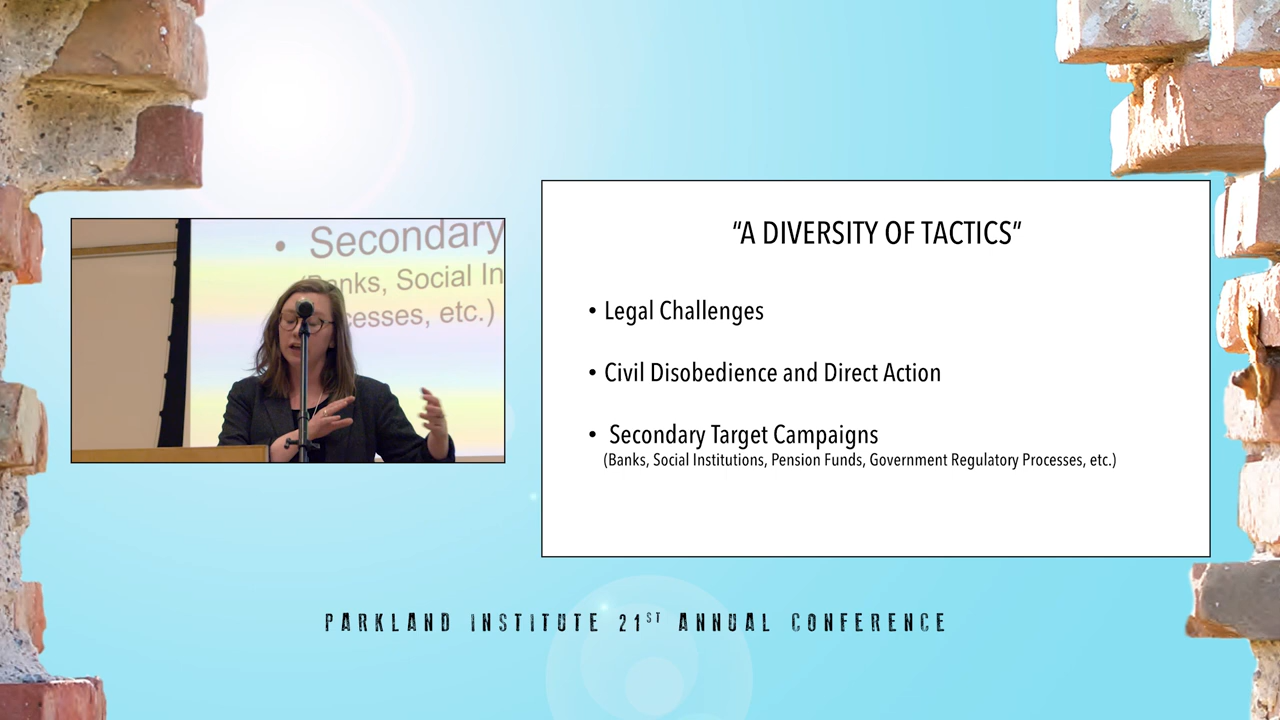 • Secondary
(Banks, Social In
cesses, etc.)
“A DIVERSITY OF TACTICS”
• Legal Challenges
• Civil Disobedience and Direct Action
• Secondary Target Campaigns
(Banks, Social Institutions, Pension Funds, Government Regulatory Processes, etc.)
PARKLAND INSTITUTE 21ST ANNUAL CONFERENCE